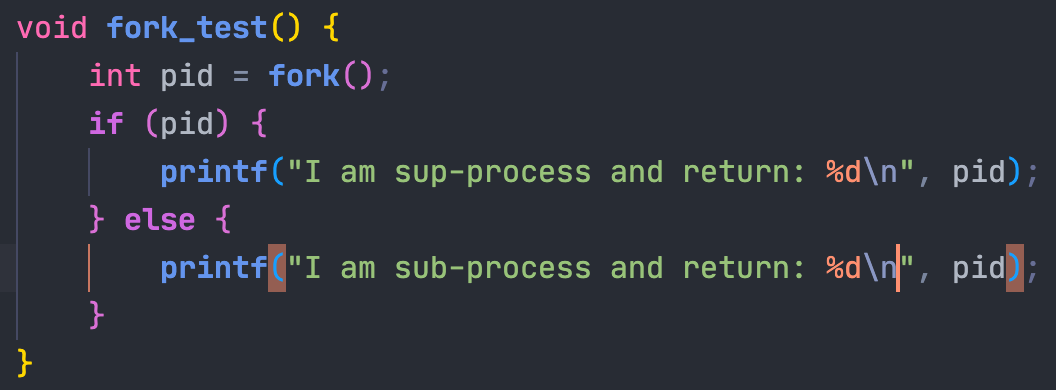 void fork_test() {
    int pid = fork();
    if (pid) {
        printf("I am sup-process and return: %d\n", pid);
    } else {
        printf("I am sub-process and return: %d\n", pid);
    }
}